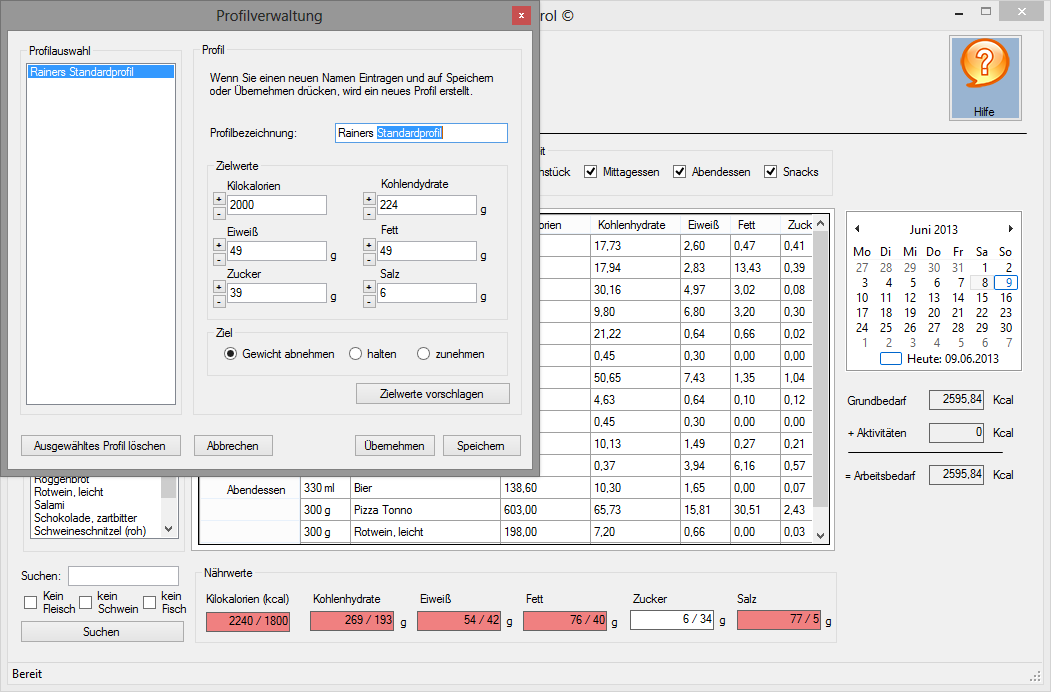 Profilverwaltung
x
rol ©
Profilauswahl
Rainers Standardprofil
Profil
Wenn Sie einen neuen Namen Eintragen und auf Speichern
oder Übernehmen drücken, wird ein neues Profil erstellt.
Profilbezeichnung: Rainers Standardprofil
Zielwerte
Kilokalorien Kohlendydrate
+ - 2000 + - 224 g
Eiweiß Fett
+ - 49 g + - 49 g
Zucker Salz
+ - 39 g + - 6 g
Ziel
Gewicht abnehmen halten zunehmen
Zielwerte vorschlagen
Ausgewähltes Profil löschen Abbrechen Übernehmen Speichern
Hilfe
it
nstück Mittagessen Abendessen Snacks
orien Kohlenhydrate Eiweiß Fett Zuck
17,73 2,60 0,47 0,41
17,94 2,83 13,43 0,39
30,16 4,97 3,02 0,08
9,80 6,80 3,20 0,30
21,22 0,64 0,66 0,02
0,45 0,30 0,00 0,00
50,65 7,43 1,35 1,04
4,63 0,64 0,10 0,12
0,45 0,30 0,00 0,00
10,13 1,49 0,27 0,21
0,37 3,94 6,16 0,57
Abendessen 330 ml Bier 138,60 10,30 1,65 0,00 0,07
300 g Pizza Tonno 603,00 65,73 15,81 30,51 2,43
300 g Rotwein, leicht 198,00 7,20 0,66 0,00 0,03
Juni 2013
Mo Di Mi Do Fr Sa So
27 28 29 30 31 1 2
3 4 5 6 7 8 9
10 11 12 13 14 15 16
17 18 19 20 21 22 23
24 25 26 27 28 29 30
1 2 3 4 5 6 7
Heute: 09.06.2013
Grundbedarf 2595,84 Kcal
+ Aktivitäten 0 Kcal
= Arbeitsbedarf 2595,84 Kcal
Roggenbrot
Rotwein, leicht
Salami
Schokolade, zartbitter
Schweineschnitzel (roh)
Suchen:
Kein Fleisch
kein Schwein
kein Fisch
Suchen
Nährwerte
Kilokalorien (kcal) Kohlenhydrate Eiweiß Fett Zucker Salz
2240 / 1800 269 / 193 g 54 / 42 g 76 / 40 g 6 / 34 g 77 / 5 g
Bereit